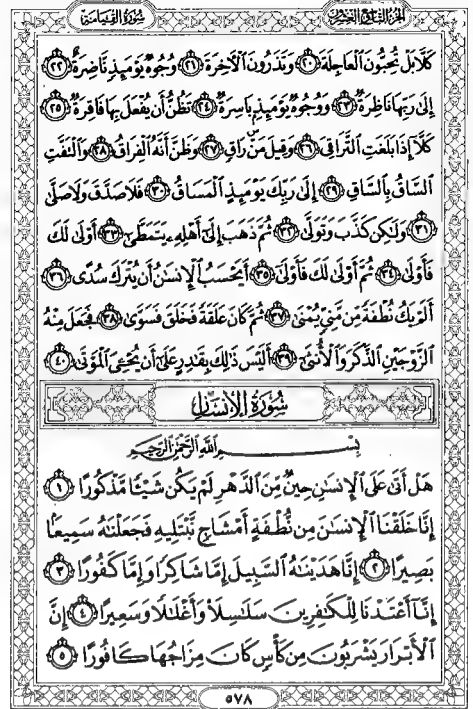 الجزء التاسع والعشرون سورة القيامة
كَلَّا بَلْ تُحِبُّونَ ٱلْعَاجِلَةَ ٢٠ وَتَذَرُونَ ٱلْأَخِرَةَ ٢١ وُجُوهٌ يَوْمَئِذٍ نَّاضِرَةٌ ٢٢
إِلَىٰ رَبِّهَا نَاظِرَةٌ ٢٣ وَوُجُوهٌ يَوْمَئِذٍۭ بَاسِرَةٌ ٢٤ تَظُنُّ أَن يُفْعَلَ بِهَا فَاقِرَةٌ ٢٥
كَلَّآ إِذَا بَلَغَتِ ٱلتَّرَاقِيَ ٢٦ وَقِيلَ مَنْۜ رَاقٍ ٢٧ وَظَنَّ أَنَّهُ ٱلْفِرَاقُ ٢٨ وَٱلْتَفَّتِ
ٱلسَّاقُ بِٱلسَّاقِ ٢٩ إِلَىٰ رَبِّكَ يَوْمَئِذٍ ٱلْمَسَاقُ ٣٠ فَلَا صَدَّقَ وَلَا صَلَّىٰ
٣١ وَلَٰكِن كَذَّبَ وَتَوَلَّىٰ ٣٢ ثُمَّ ذَهَبَ إِلَىٰٓ أَهْلِهِۦ يَتَمَطَّىٰٓ ٣٣ أَوْلَىٰ لَكَ
فَأَوْلَىٰ ٣٤ ثُمَّ أَوْلَىٰ لَكَ فَأَوْلَىٰٓ ٣٥ أَيَحْسَبُ ٱلْإِنسَٰنُ أَن يُتْرَكَ سُدًى ٣٦
أَلَمْ يَكُ نُطْفَةً مِّن مَّنِيٍّ يُمْنَىٰ ٣٧ ثُمَّ كَانَ عَلَقَةً فَخَلَقَ فَسَوَّىٰ ٣٨ فَجَعَلَ مِنْهُ
ٱلزَّوْجَيْنِ ٱلذَّكَرَ وَٱلْأُنثَىٰٓ ٣٩ أَلَيْسَ ذَٰلِكَ بِقَٰدِرٍ عَلَىٰٓ أَن يُحْـِۧيَ ٱلْمَوْتَىٰ ٤٠
سُورَةُ الإِنسَانِ
بِسْمِ ٱللَّهِ ٱلرَّحْمَٰنِ ٱلرَّحِيمِ
هَلْ أَتَىٰ عَلَى ٱلْإِنسَٰنِ حِينٌ مِّنَ ٱلدَّهْرِ لَمْ يَكُن شَيْـًٔا مَّذْكُورًا ١
إِنَّا خَلَقْنَا ٱلْإِنسَٰنَ مِن نُّطْفَةٍ أَمْشَاجٍ نَّبْتَلِيهِ فَجَعَلْنَٰهُ سَمِيعًۢا
بَصِيرًا ٢ إِنَّا هَدَيْنَٰهُ ٱلسَّبِيلَ إِمَّا شَاكِرًا وَإِمَّا كَفُورًا ٣
إِنَّآ أَعْتَدْنَا لِلْكَٰفِرِينَ سَلَٰسِلَا۟ وَأَغْلَٰلًا وَسَعِيرًا ٤ إِنَّ
ٱلْأَبْرَارَ يَشْرَبُونَ مِن كَأْسٍ كَانَ مِزَاجُهَا كَافُورًا ٥
٥٧٨